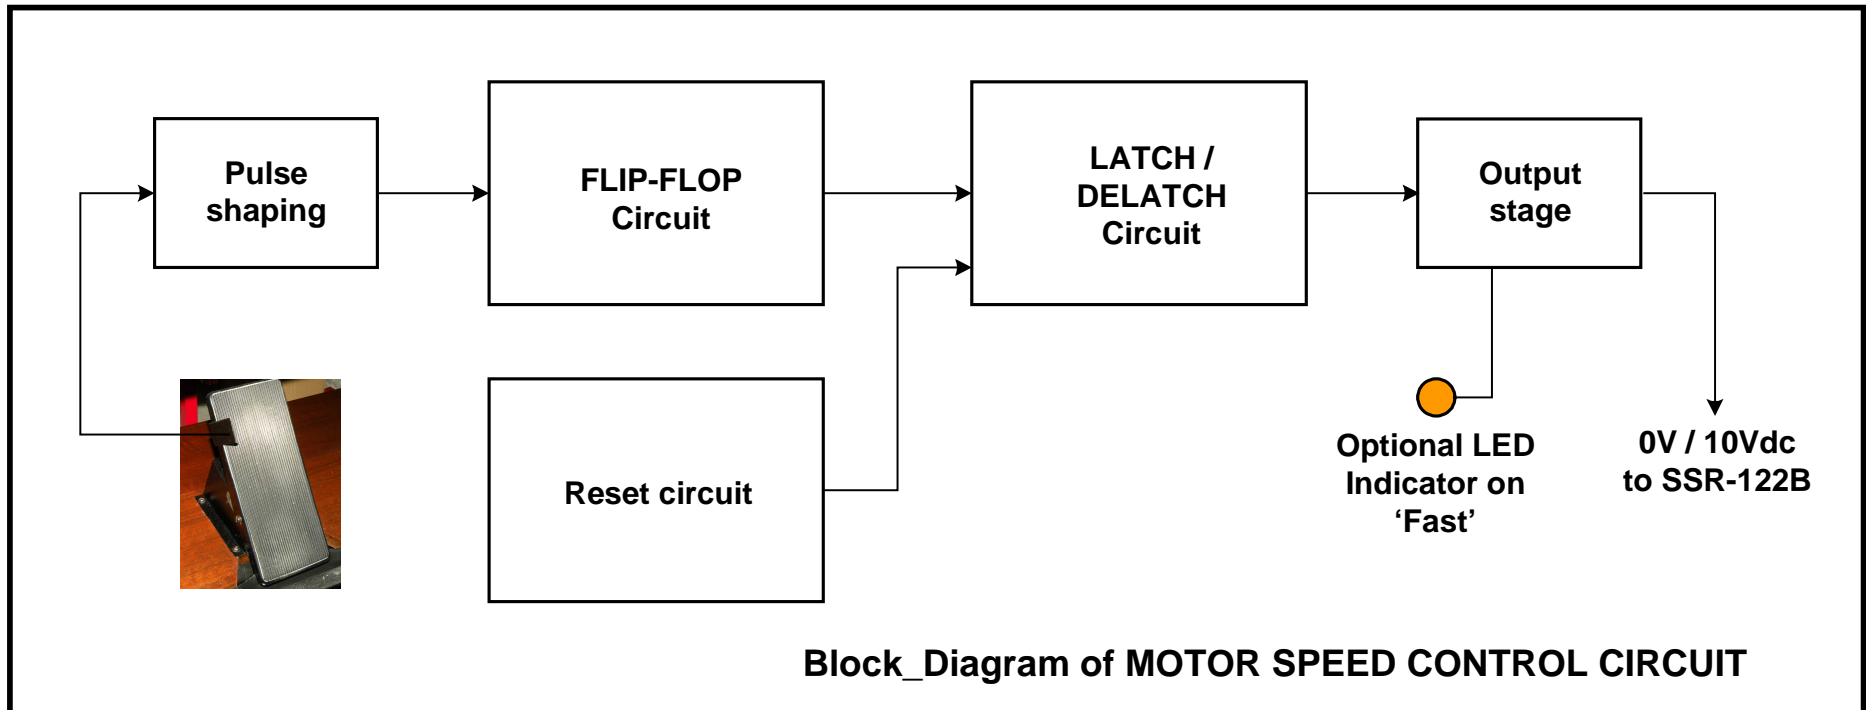 Pulse
shaping
FLIP-FLOP
Circuit
LATCH /
DELATCH
Circuit
Output
stage
Reset circuit
Optional LED
Indicator on
‘Fast’
0V / 10Vdc
to SSR-122B
Block_Diagram of MOTOR SPEED CONTROL CIRCUIT